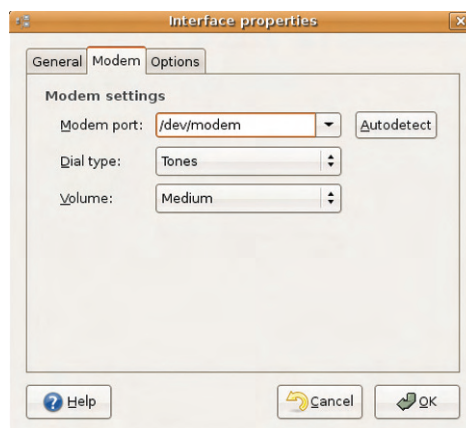 Interface properties
General Modem Options
Modem settings
Modem port: /dev/modem Autodetect
Dial type: Tones
Volume: Medium
Help Cancel OK